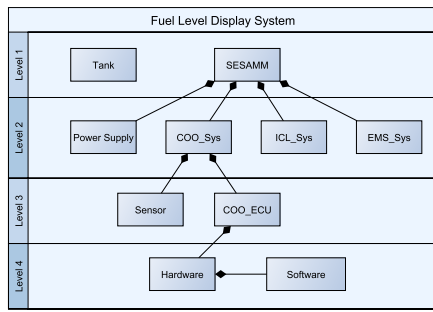 Fuel Level Display System
Level 1
Tank
SESAMM
Level 2
Power Supply
COO_Sys
ICL_Sys
EMS_Sys
Level 3
Sensor
COO_ECU
Level 4
Hardware
Software